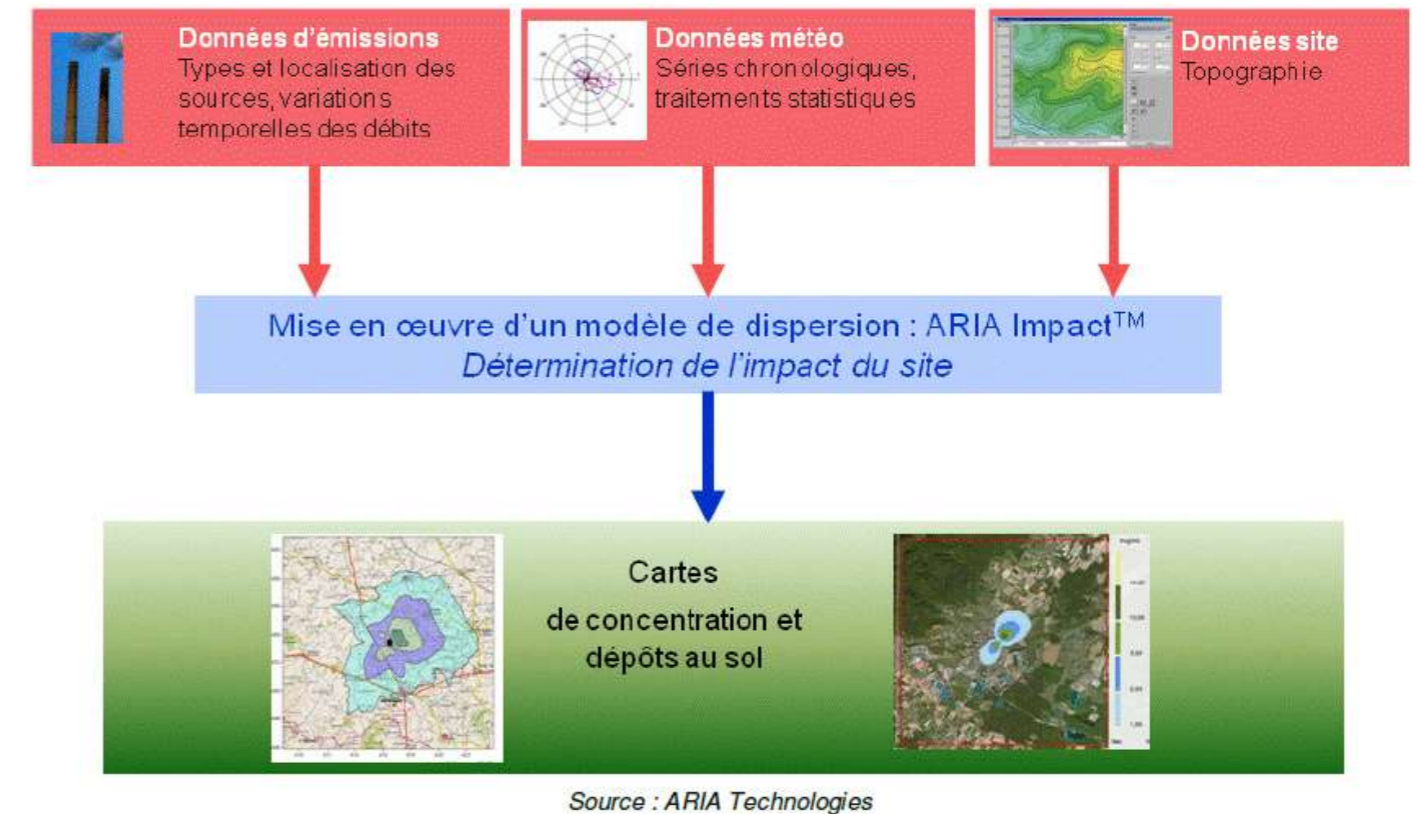 Données d'émissions
Types et localisation des
sources, variations
temporelles des débits
Données météo
Séries chronologiques,
traitements statistiques
Données site
Topographie
Mise en œuvre d'un modèle de dispersion : ARIA Impact™
Détermination de l'impact du site
Cartes
de concentration et
dépôts au sol
Source : ARIA Technologies